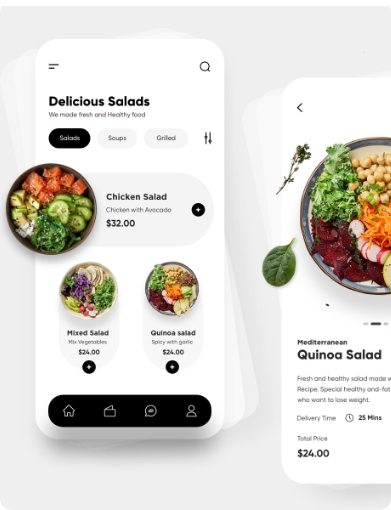 Delicious Salads
We made fresh and Healthy food
Salads
Soups
Grilled
Chicken Salad
Chicken with Avocado
$32.00
Mixed Salad
Mix Vegetables
$24.00
Quinoa salad
Spicy with garlic
$24.00
Mediterranean
Quinoa Salad
Fresh and healthy salad made w
Recipe. Special healthy and-fat
who want to lose weight.
Delivery Time
25 Mins
Total Price
$24.00